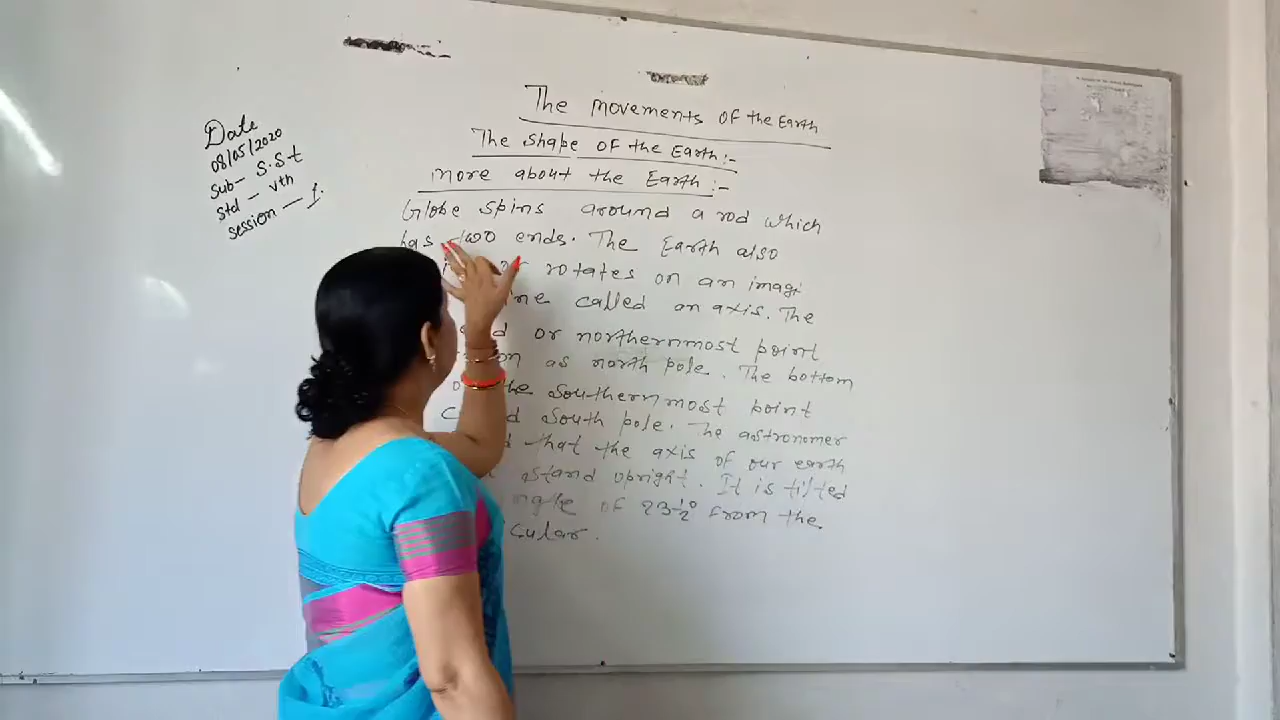 Date
08/05/2020
Sub- S.St
Std - Vth
session - I.
The movements of the Earth
The shape of the Earth:-
more about the Earth:-
Globe spins around a rod which
has two ends. The Earth also
or rotates on an imagi
ine called an axis. The
or northernmost point
as north pole. The bottom
the southernmost point
south pole. The astronomer
that the axis of our earth
stand upright. It is tilted
of 23½° from the
cular.